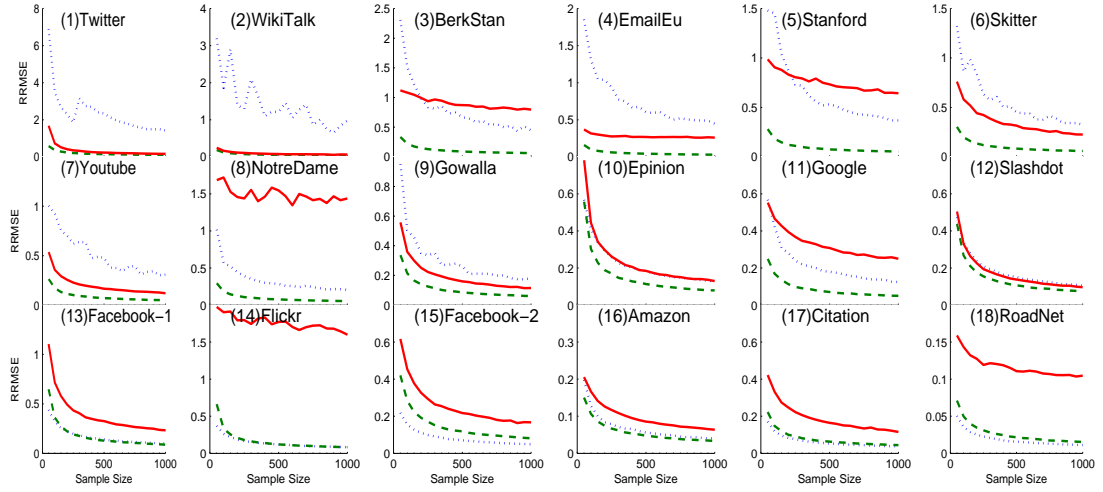 (1)Twitter
(2)WikiTalk
(3)BerkStan
(4)EmailEu
(5)Stanford
(6)Skitter
RRMSE
8
6
4
2
0
4
3
2
1
0
2.5
2
1.5
1
0.5
0
2
1.5
1
0.5
0
1.5
1
0.5
0
1.5
1
0.5
0
(7)Youtube
(8)NotreDame
(9)Gowalla
(10)Epinion
(11)Google
(12)Slashdot
RRMSE
1
0.5
0
1.5
1
0.5
0
0.8
0.6
0.4
0.2
0
0.8
0.6
0.4
0.2
0
0.6
0.4
0.2
0
0.6
0.4
0.2
0
(13)Facebook−1
(14)Flickr
(15)Facebook−2
(16)Amazon
(17)Citation
(18)RoadNet
RRMSE
1
0.5
0
1.5
1
0.5
0
0.6
0.4
0.2
0
0.3
0.2
0.1
0
0.6
0.4
0.2
0
0.15
0.1
0.05
0
0 500 1000
0 500 1000
0 500 1000
0 500 1000
0 500 1000
0 500 1000
Sample Size
Sample Size
Sample Size
Sample Size
Sample Size
Sample Size